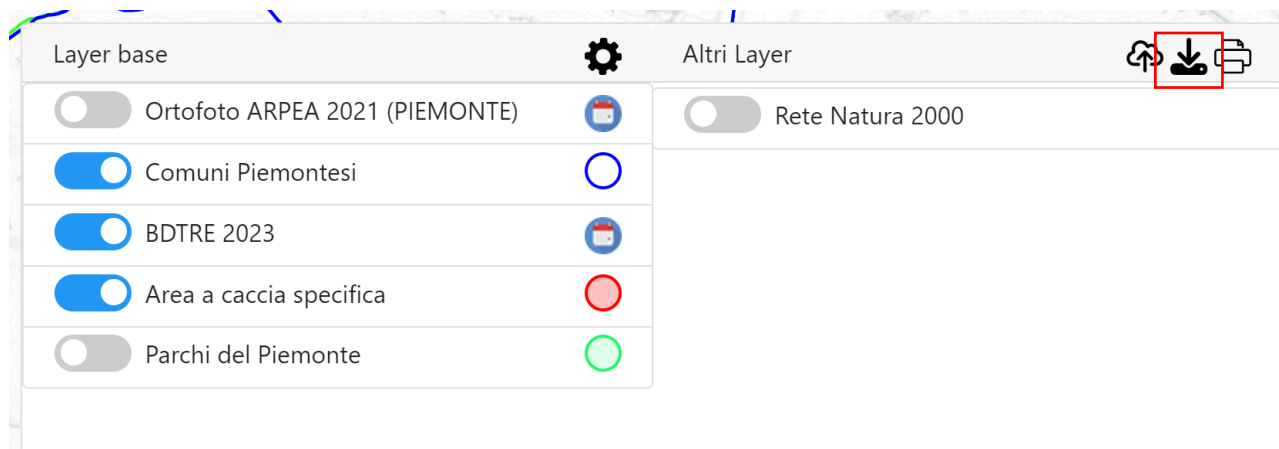 Layer base
Altri Layer
Ortofoto ARPEA 2021 (PIEMONTE)
Comuni Piemontesi
BDTRE 2023
Area a caccia specifica
Parchi del Piemonte
Rete Natura 2000